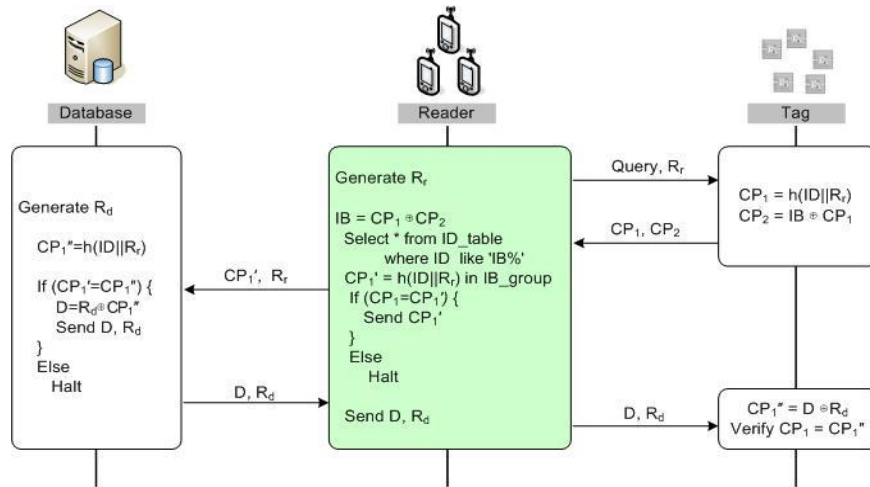 Database
Reader
Tag
Generate Rd
CP1″=h(ID||Rr)
If (CP1′=CP1″) {
D=Rd⊕CP1″
Send D, Rd
}
Else
Halt
CP1′, Rr
D, Rd
Generate Rr
IB = CP1 ⊕CP2
Select * from ID_table
where ID like 'IB%'
CP1' = h(ID||Rr) in IB_group
If (CP1=CP1′) {
Send CP1′
}
Else
Halt
Send D, Rd
Query, Rr
CP1, CP2
D, Rd
CP1 = h(ID||Rr)
CP2 = IB ⊕ CP1
CP1″ = D ⊕Rd
Verify CP1 = CP1″